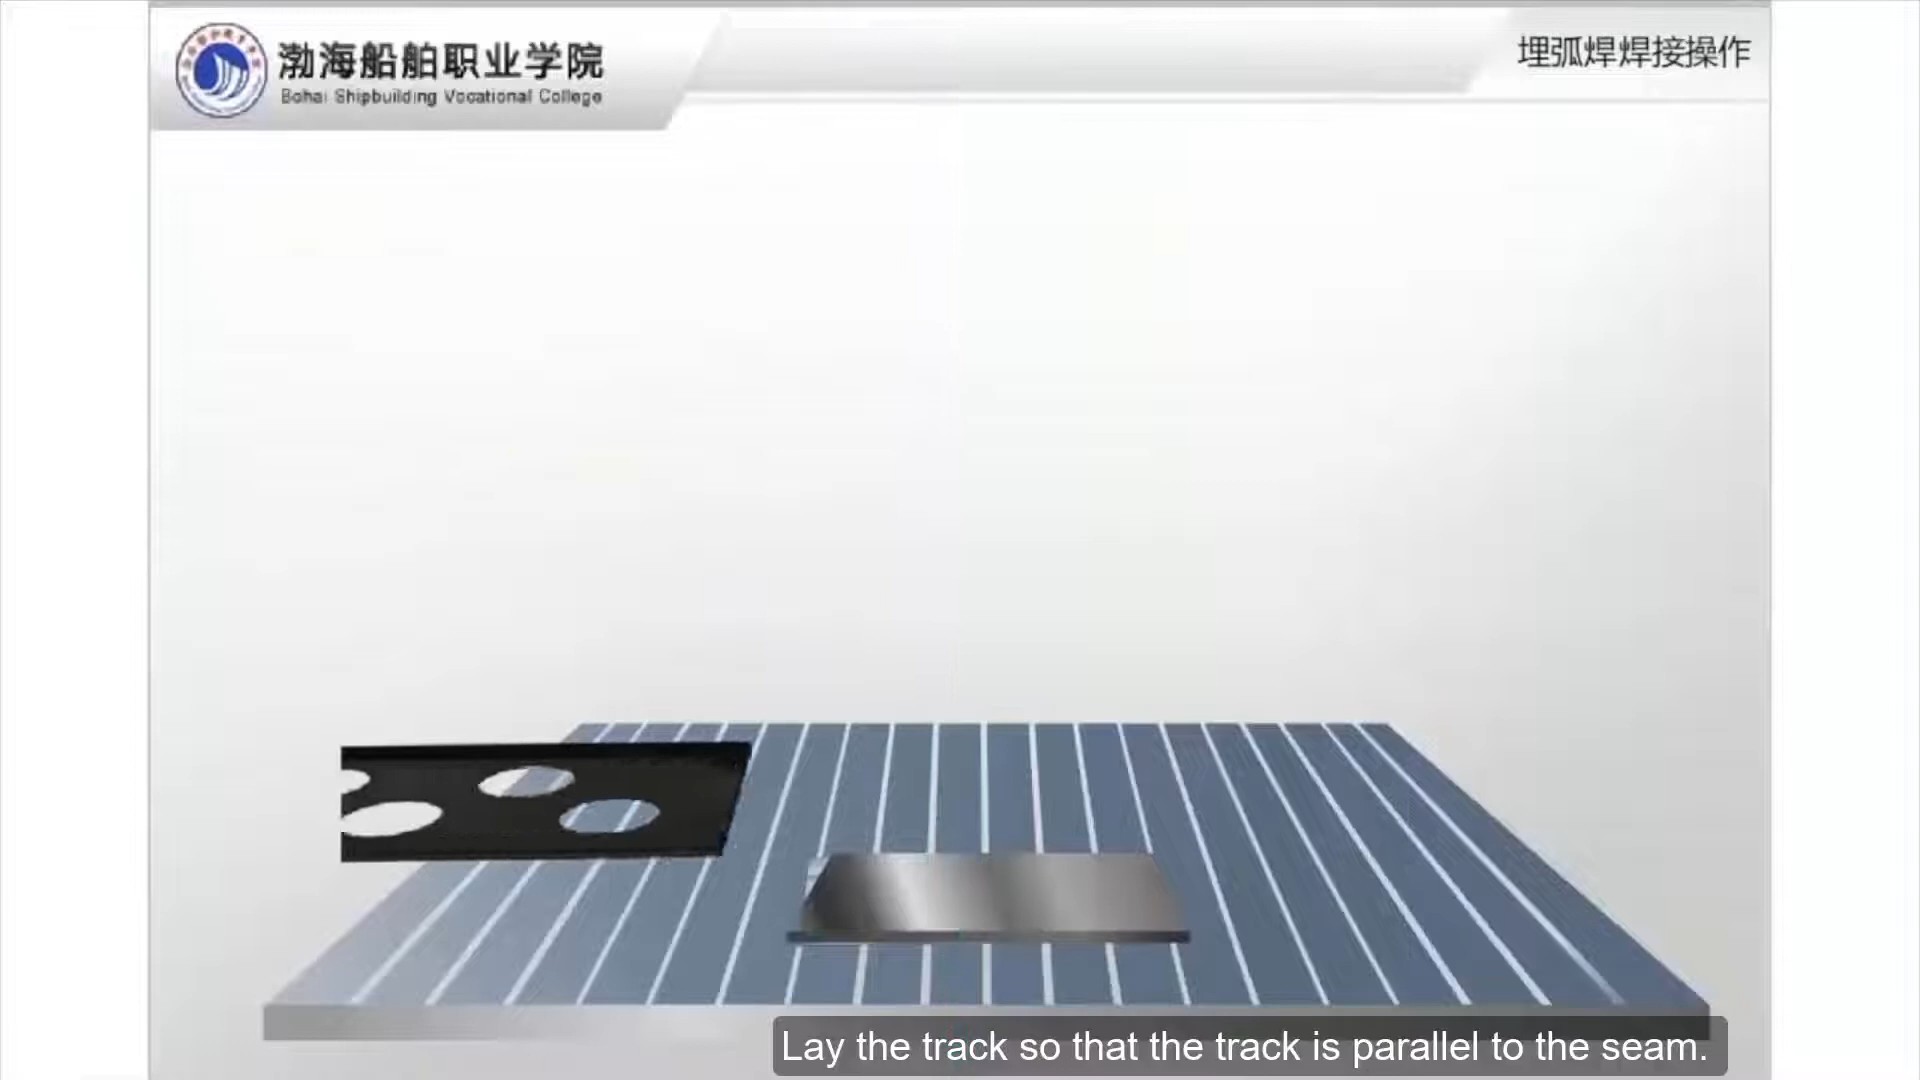 渤海船舶职业学院
Bohai Shipbuilding Vocational College
埋弧焊焊接操作
Lay the track so that the track is parallel to the seam.